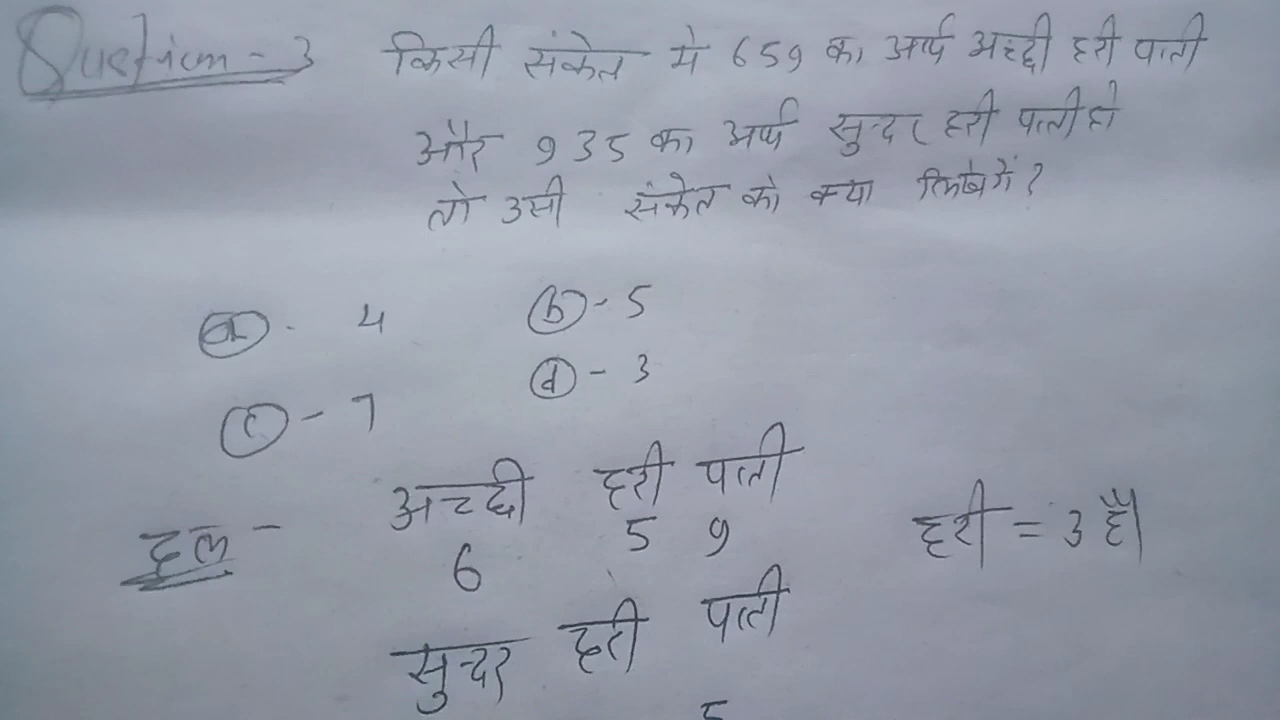 Question - 3 किसी संकेत मे 659 का अर्थ अच्छी हरी पत्ती
और 935 का अर्थ सुन्दर हरी पत्ती हो
तो उसी संकेत को क्या लिखेगें?
a - 4 b - 5
c - 7 d - 3
हल - अच्छी हरी पत्ती
6 5 9 हरी = 3 है।
सुन्दर हरी पत्ती
5